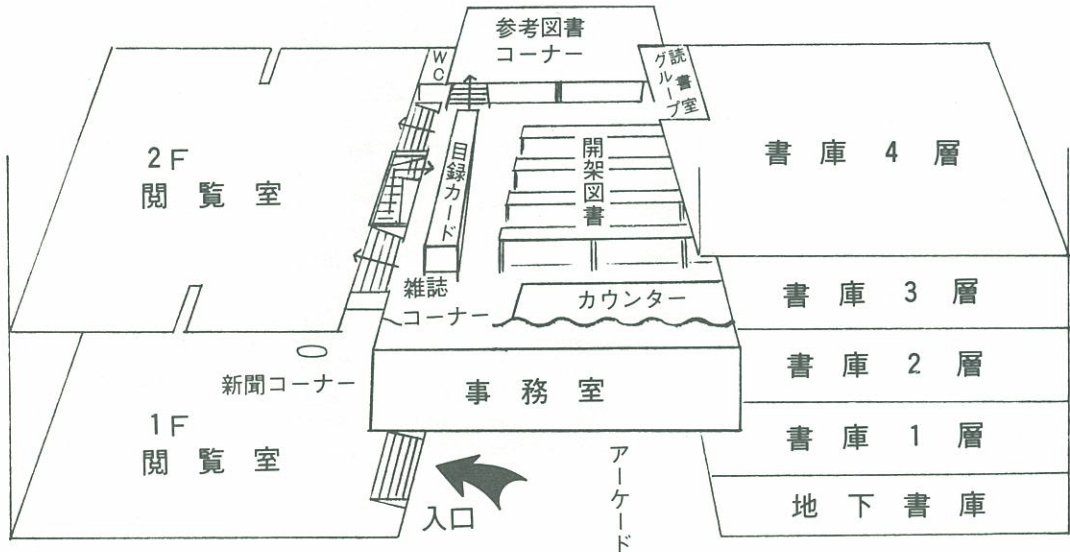 参考図書
コーナー
WC
読書
グループ室
2F
閲覧室
目録カード
開架図書
書庫4層
雑誌
コーナー
カウンター
書庫3層
新聞コーナー
事務室
書庫2層
1F
閲覧室
書庫1層
アーケード
入口
地下書庫